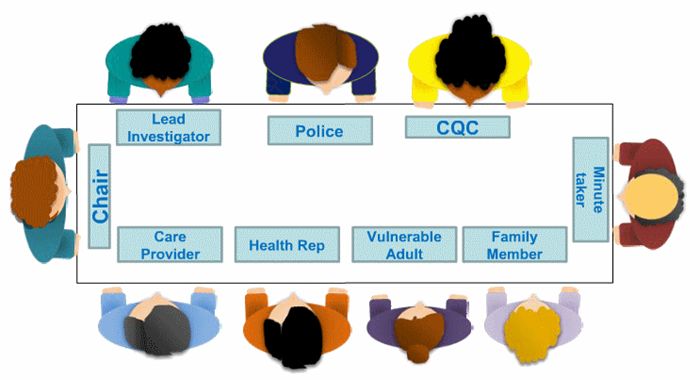 Lead
Investigator
Police
CQC
Chair
Minute
taker
Care
Provider
Health Rep
Vulnerable
Adult
Family
Member